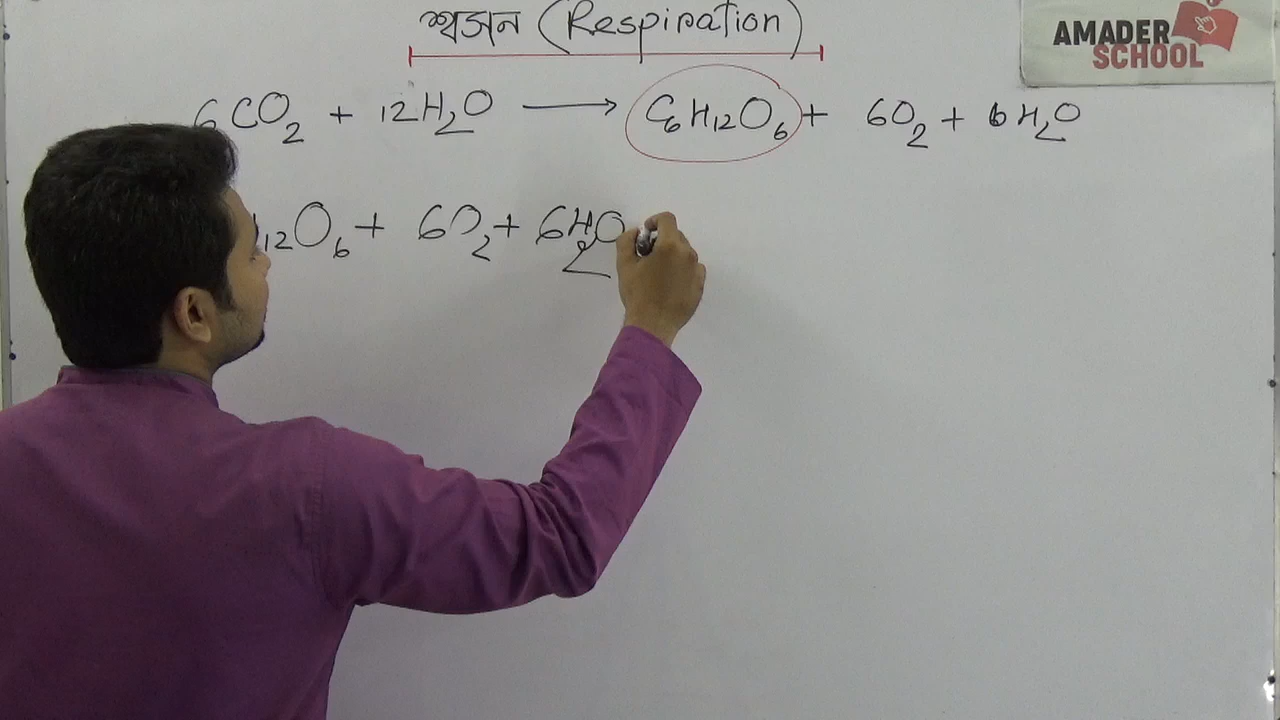 শ্বসন (Respiration)
AMADER
SCHOOL
6CO₂ + 12H₂O ⟶ C₆H₁₂O₆ + 6O₂ + 6H₂O
₁₂O₆ + 6O₂ + 6H₂O